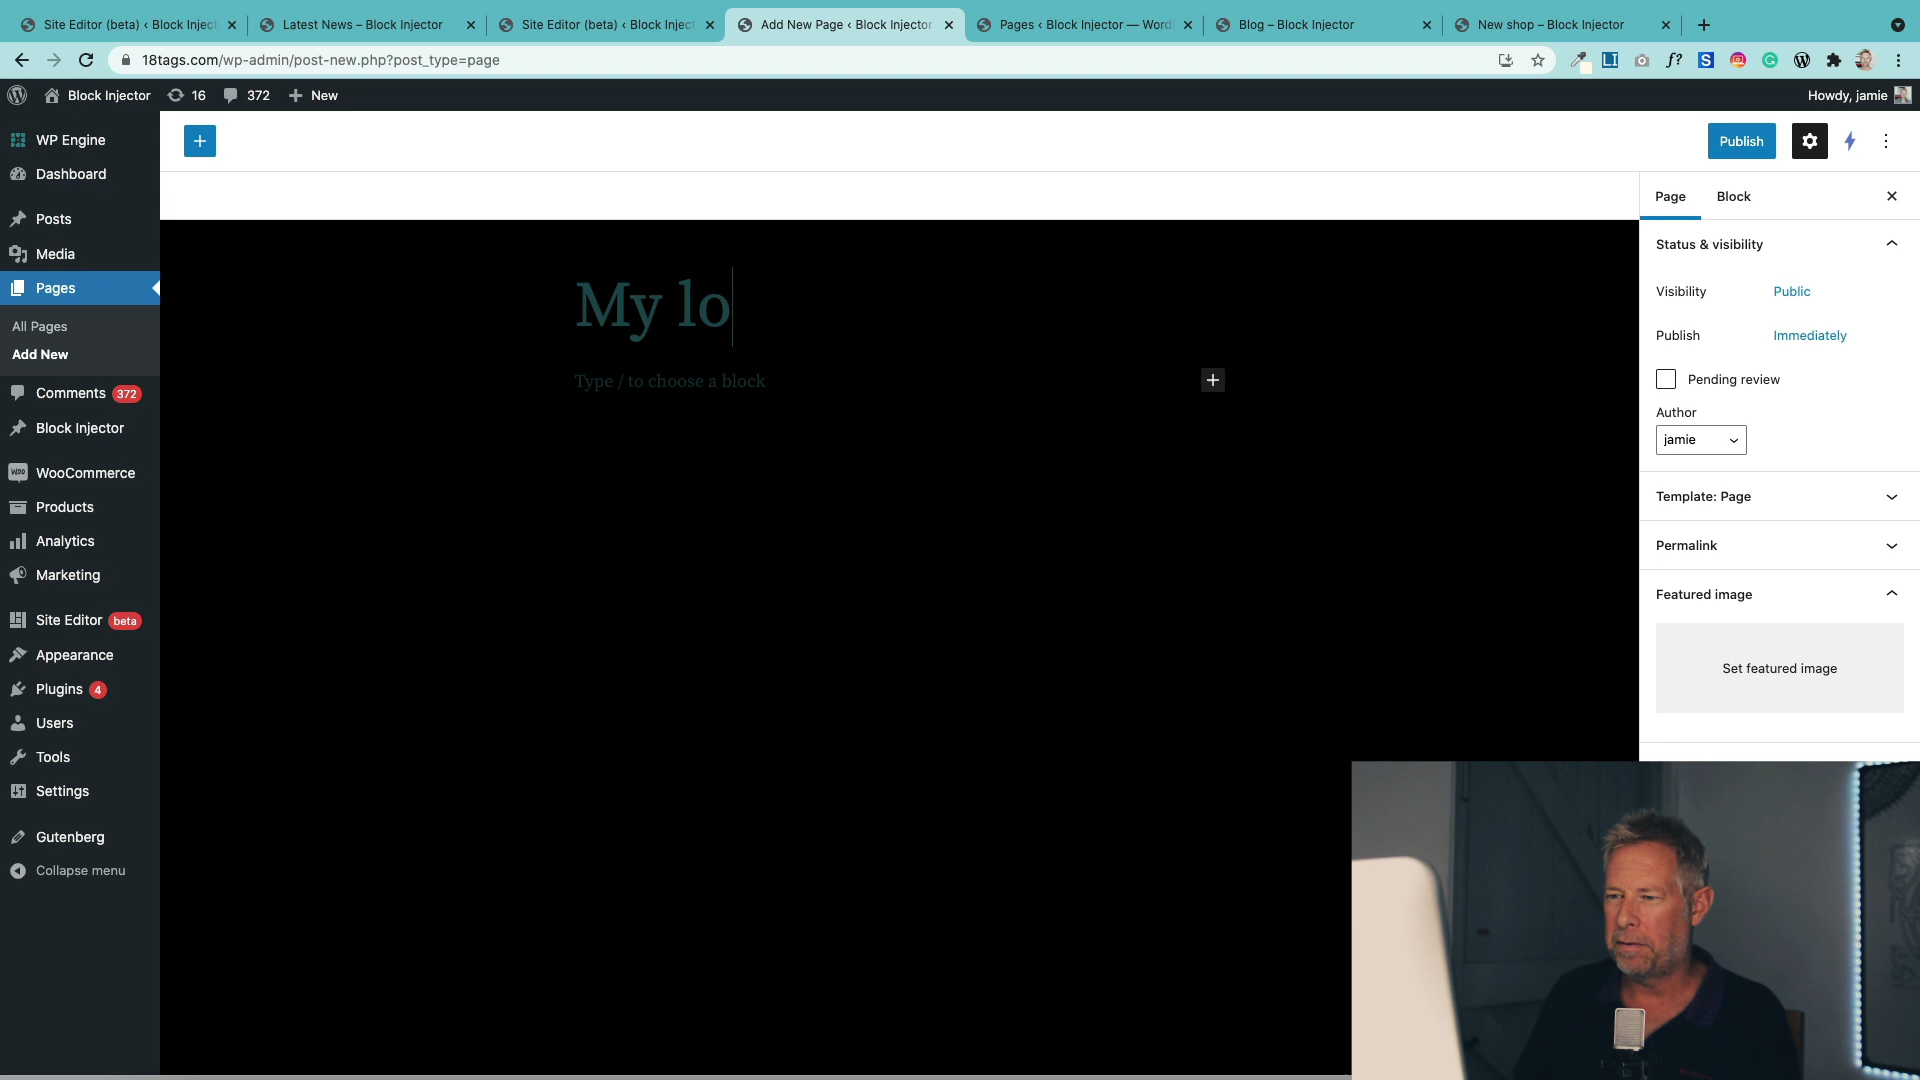 Site Editor (beta) ‹ Block Inject
Latest News – Block Injector
Site Editor (beta) ‹ Block Inject
Add New Page ‹ Block Injector
Pages ‹ Block Injector — Word
Blog – Block Injector
New shop – Block Injector
18tags.com/wp-admin/post-new.php?post_type=page
Block Injector
16
372
New
Howdy, jamie
WP Engine
Dashboard
Posts
Media
Pages
All Pages
Add New
Comments 372
Block Injector
WooCommerce
Products
Analytics
Marketing
Site Editor beta
Appearance
Plugins 4
Users
Tools
Settings
Gutenberg
Collapse menu
Publish
My lo
Type / to choose a block
Page Block
Status & visibility
Visibility Public
Publish Immediately
Pending review
Author
jamie
Template: Page
Permalink
Featured image
Set featured image